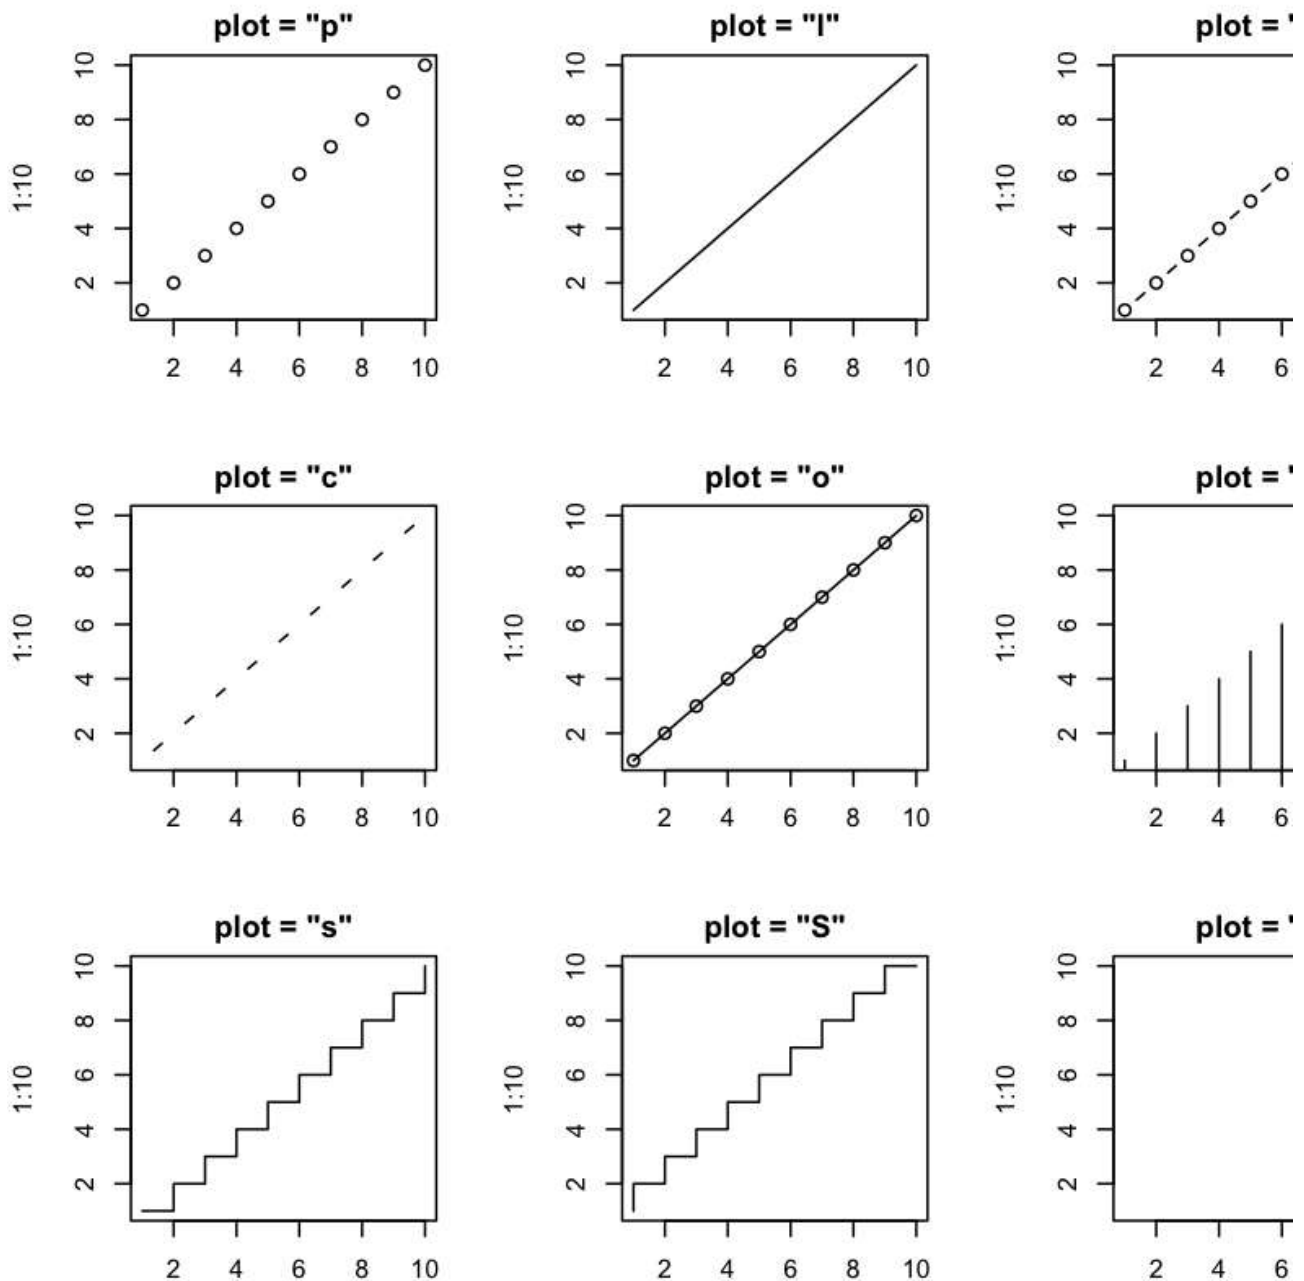 plot = "p"
plot = "l"
plot = "
1:10
2 4 6 8 10
2 4 6 8 10
1:10
2 4 6 8 10
2 4 6 8 10
1:10
2 4 6 8 10
2 4 6
plot = "c"
plot = "o"
plot = "
1:10
2 4 6 8 10
2 4 6 8 10
1:10
2 4 6 8 10
2 4 6 8 10
1:10
2 4 6 8 10
2 4 6
plot = "s"
plot = "S"
plot = "
1:10
2 4 6 8 10
2 4 6 8 10
1:10
2 4 6 8 10
2 4 6 8 10
1:10
2 4 6 8 10
2 4 6